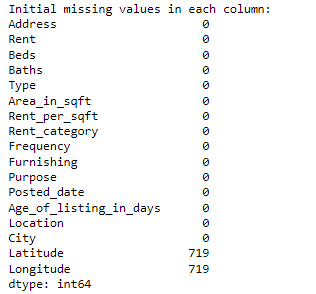 Initial missing values in each column:
Address 0
Rent 0
Beds 0
Baths 0
Type 0
Area_in_sqft 0
Rent_per_sqft 0
Rent_category 0
Frequency 0
Furnishing 0
Purpose 0
Posted_date 0
Age_of_listing_in_days 0
Location 0
City 0
Latitude 719
Longitude 719
dtype: int64